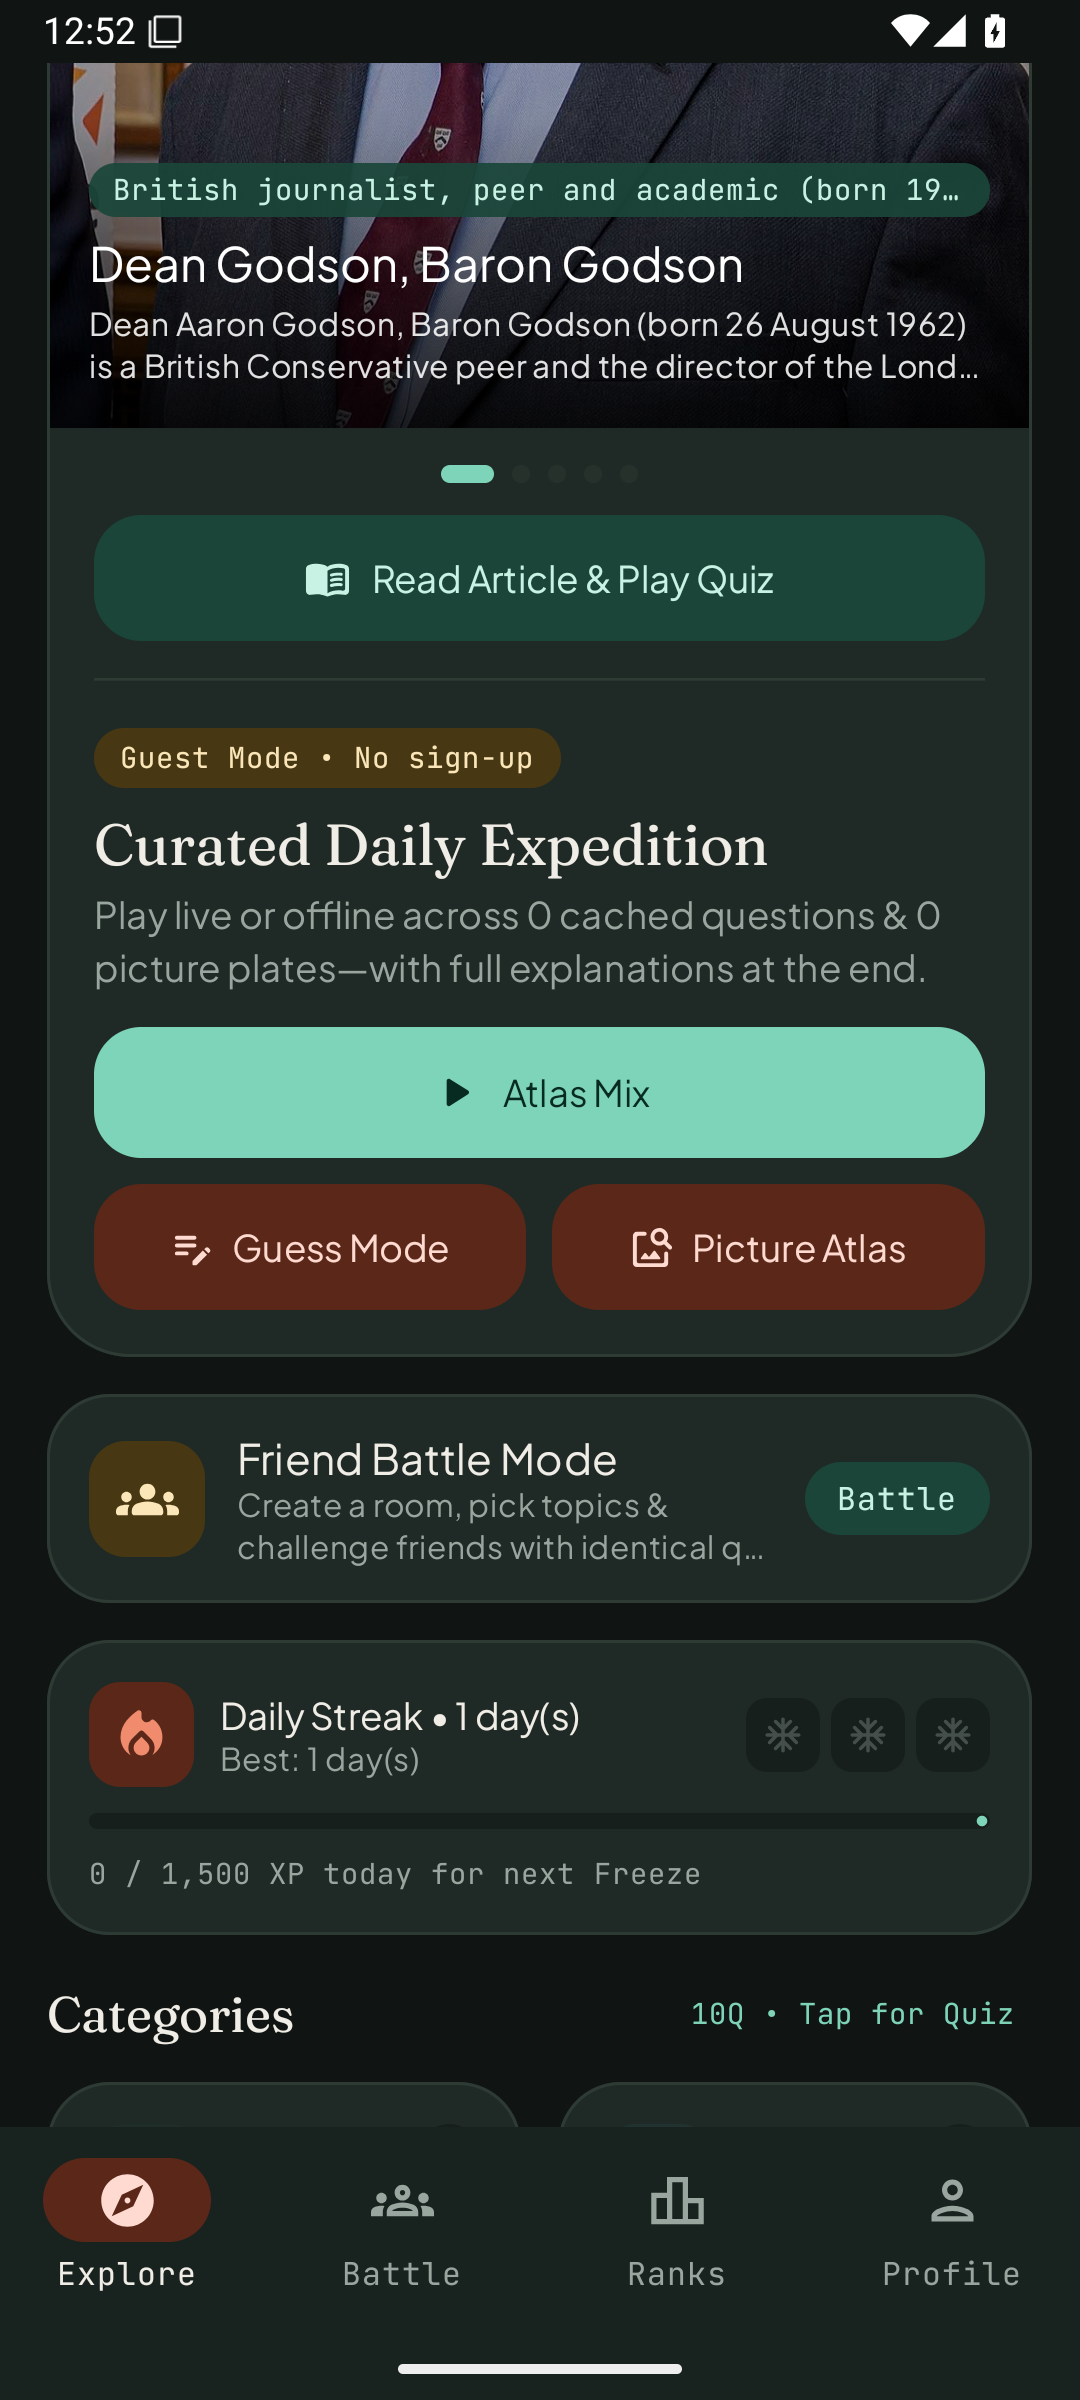 12:52
British journalist, peer and academic (born 19…
Dean Godson, Baron Godson
Dean Aaron Godson, Baron Godson (born 26 August 1962)
is a British Conservative peer and the director of the Lond…
Read Article & Play Quiz
Guest Mode • No sign-up
Curated Daily Expedition
Play live or offline across 0 cached questions & 0
picture plates—with full explanations at the end.
Atlas Mix
Guess Mode
Picture Atlas
Friend Battle Mode
Create a room, pick topics &
challenge friends with identical q…
Battle
Daily Streak • 1 day(s)
Best: 1 day(s)
0 / 1,500 XP today for next Freeze
Categories
10Q • Tap for Quiz
Explore
Battle
Ranks
Profile